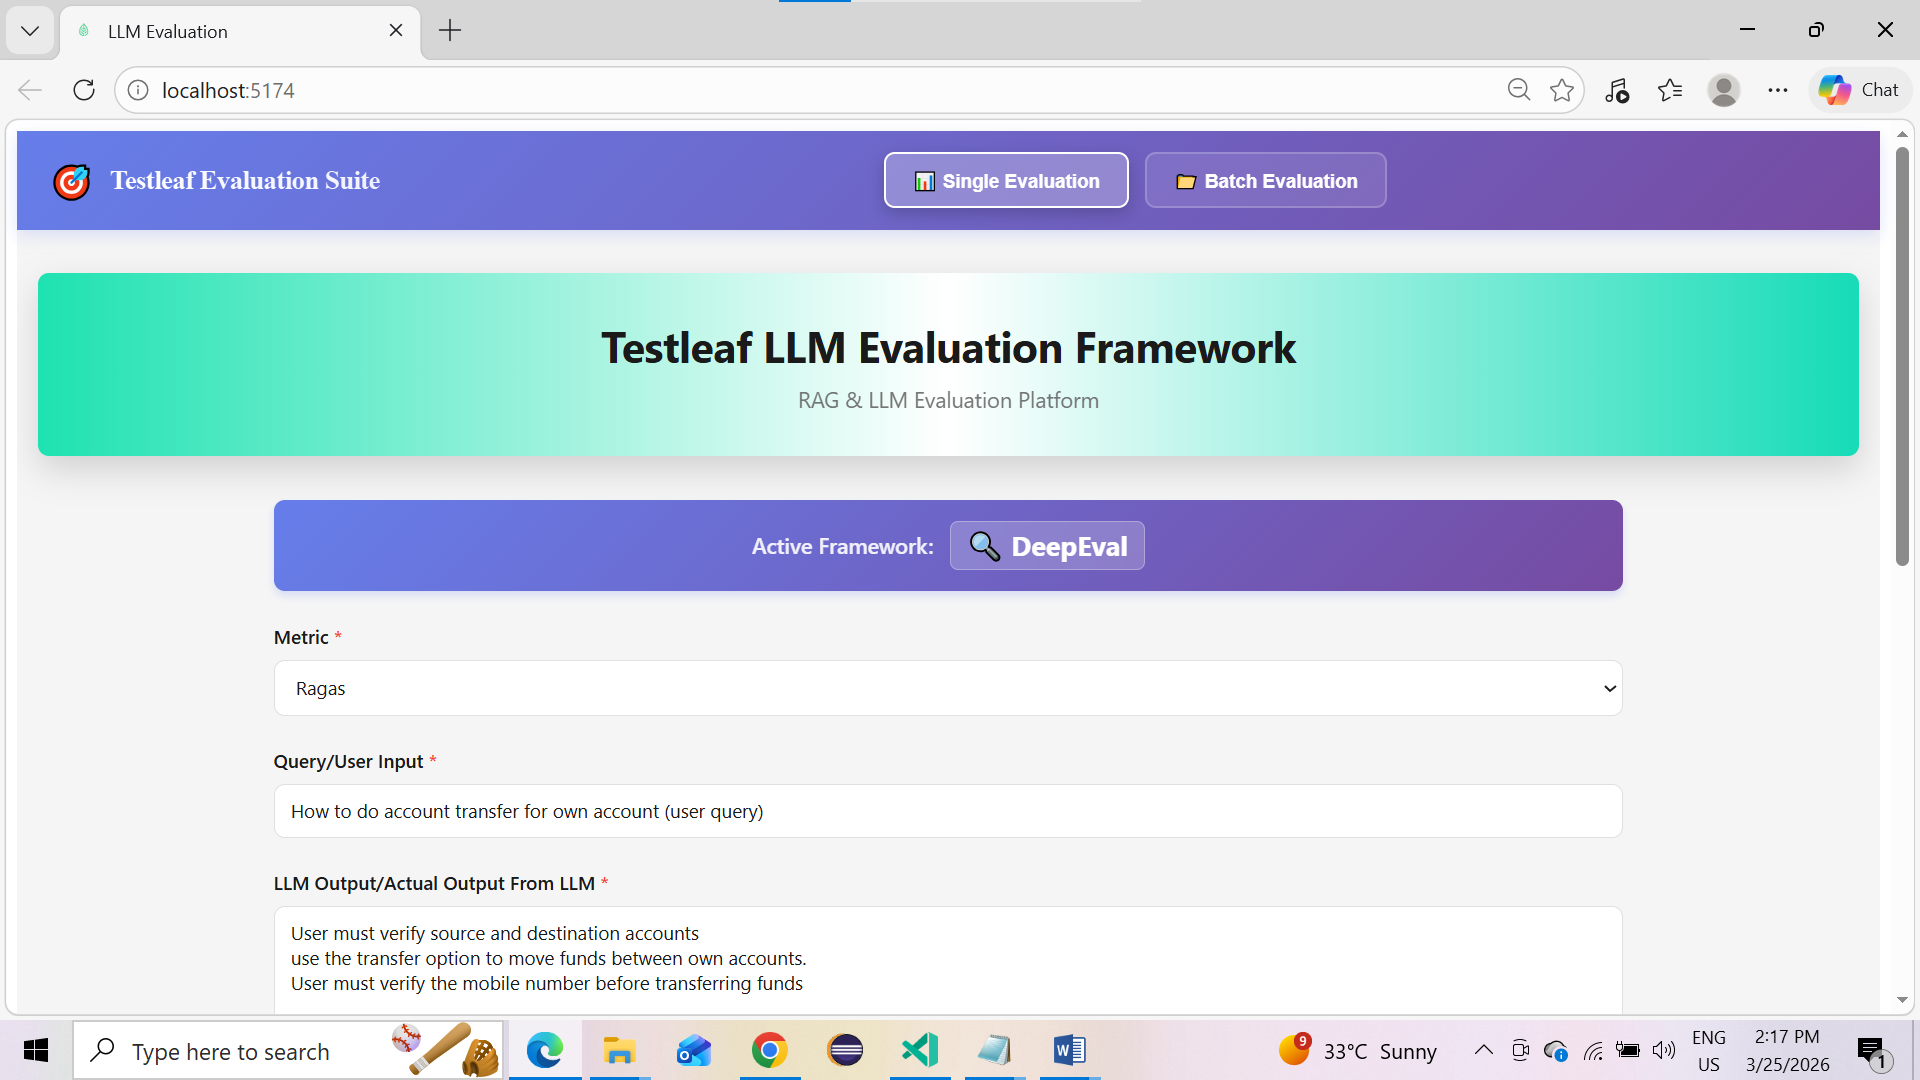 LLM Evaluation
localhost:5174
Chat
Testleaf Evaluation Suite
Single Evaluation
Batch Evaluation
Testleaf LLM Evaluation Framework
RAG & LLM Evaluation Platform
Active Framework:
DeepEval
Metric *
Ragas
Query/User Input *
How to do account transfer for own account (user query)
LLM Output/Actual Output From LLM *
User must verify source and destination accounts
use the transfer option to move funds between own accounts.
User must verify the mobile number before transferring funds
Type here to search
9
33°C Sunny
ENG
US
2:17 PM
3/25/2026
1